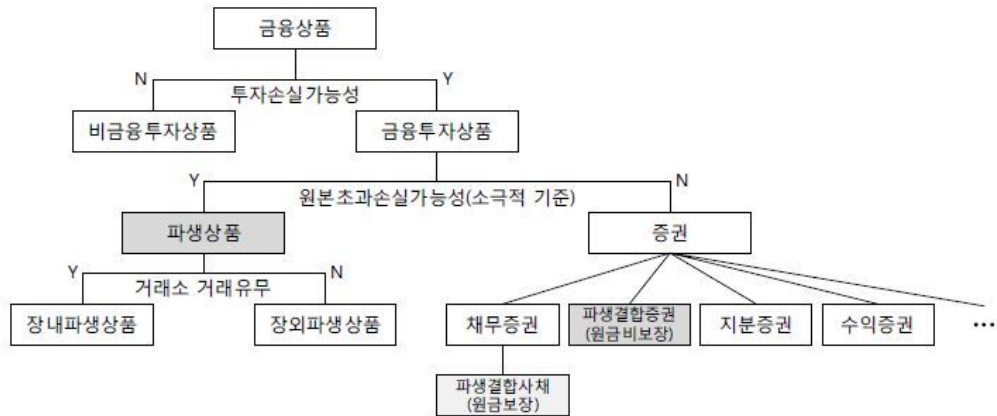 금융상품
N
Y
투자손실가능성
비금융투자상품
금융투자상품
Y
N
원본초과손실가능성(소극적 기준)
파생상품
증권
Y
N
거래소 거래유무
장내파생상품
장외파생상품
채무증권
파생결합증권
(원금비보장)
지분증권
수익증권
...
파생결합사채
(원금보장)